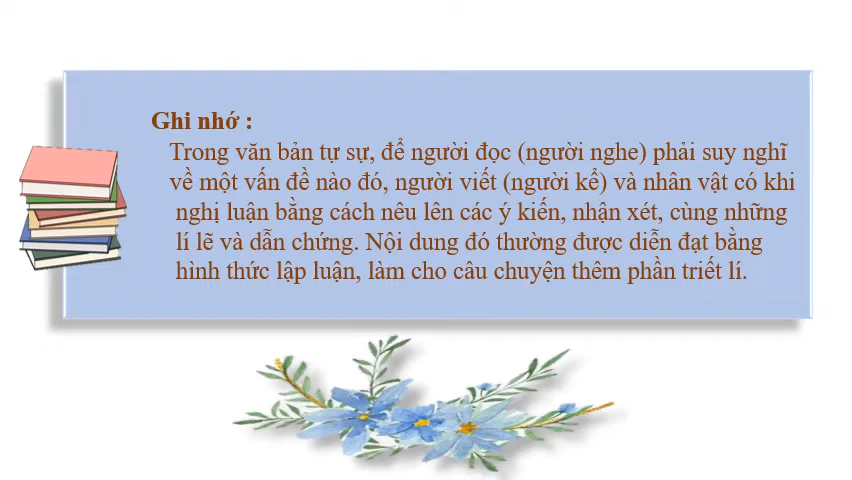 Ghi nhớ :
Trong văn bản tự sự, để người đọc (người nghe) phải suy nghĩ
về một vấn đề nào đó, người viết (người kể) và nhân vật có khi
nghị luận bằng cách nêu lên các ý kiến, nhận xét, cùng những
lí lẽ và dẫn chứng. Nội dung đó thường được diễn đạt bằng
hình thức lập luận, làm cho câu chuyện thêm phần triết lí.